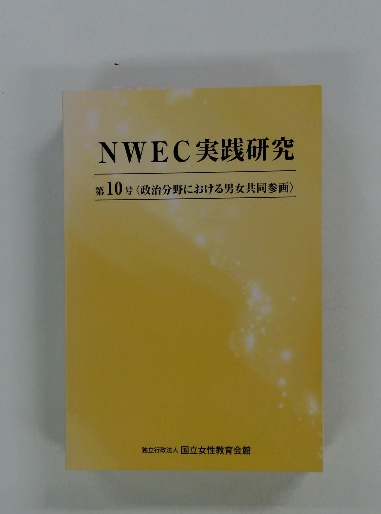 NWEC実践研究
第10号〈政治分野における男女共同参画〉
独立行政法人 国立女性教育会館